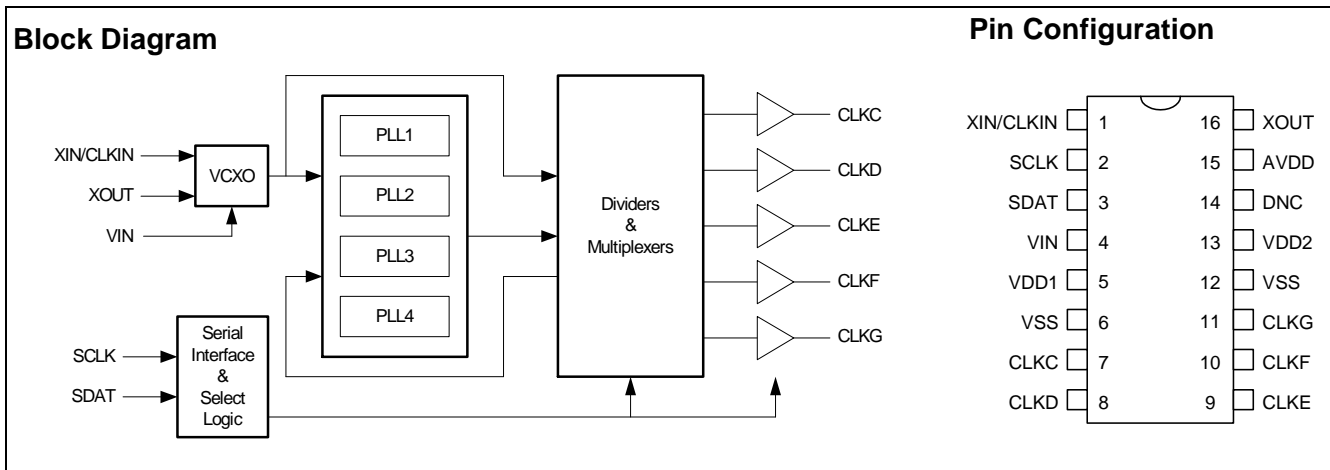 Block Diagram
XIN/CLKIN
XOUT
VIN
VCXO
PLL1
PLL2
PLL3
PLL4
Dividers
&
Multiplexers
CLKC
CLKD
CLKE
CLKF
CLKG
SCLK
SDAT
Serial
Interface
&
Select
Logic
Pin Configuration
XIN/CLKIN 1 16 XOUT
SCLK 2 15 AVDD
SDAT 3 14 DNC
VIN 4 13 VDD2
VDD1 5 12 VSS
VSS 6 11 CLKG
CLKC 7 10 CLKF
CLKD 8 9 CLKE